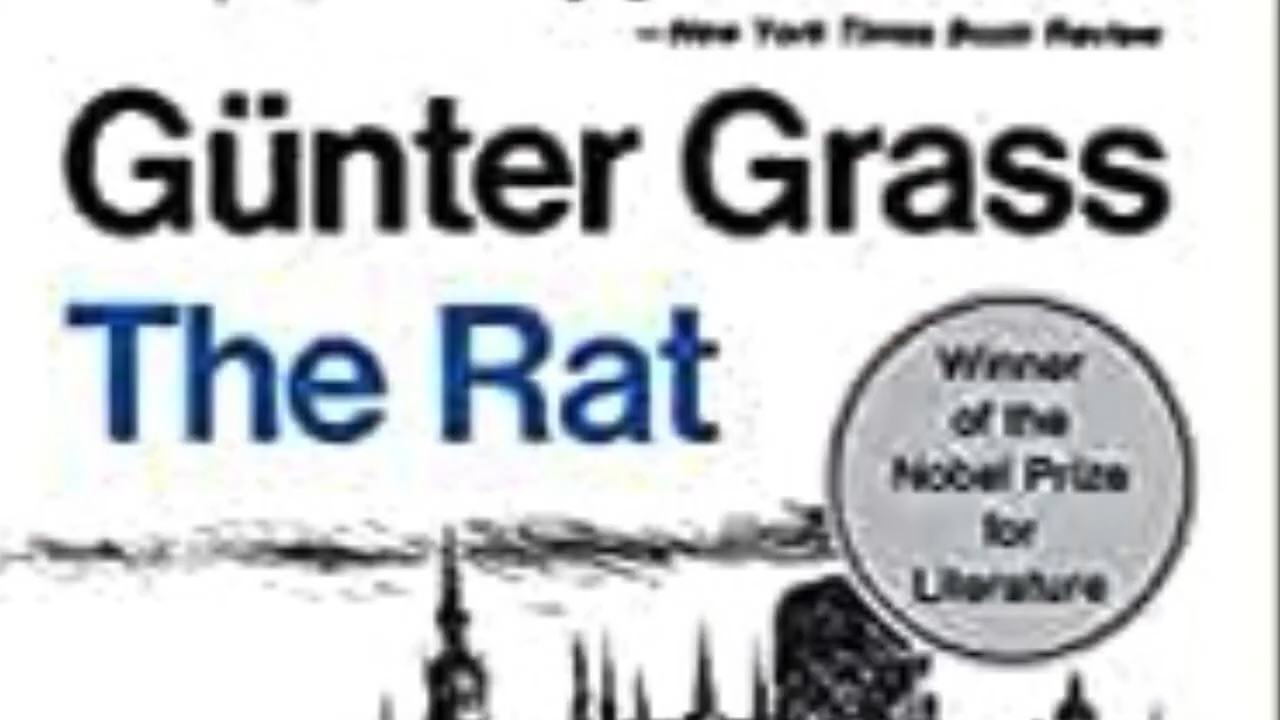 —New York Times Book Review
Günter Grass
The Rat
Winner
of the
Nobel Prize
for
Literature